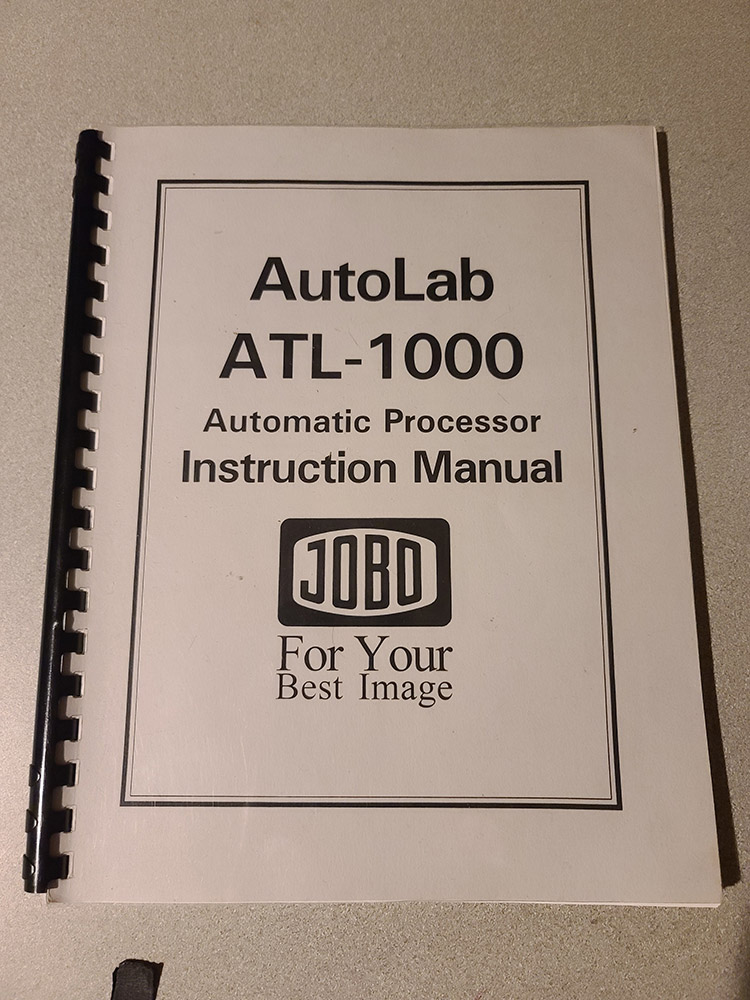 AutoLab
ATL-1000
Automatic Processor
Instruction Manual
JOBO
For Your
Best Image